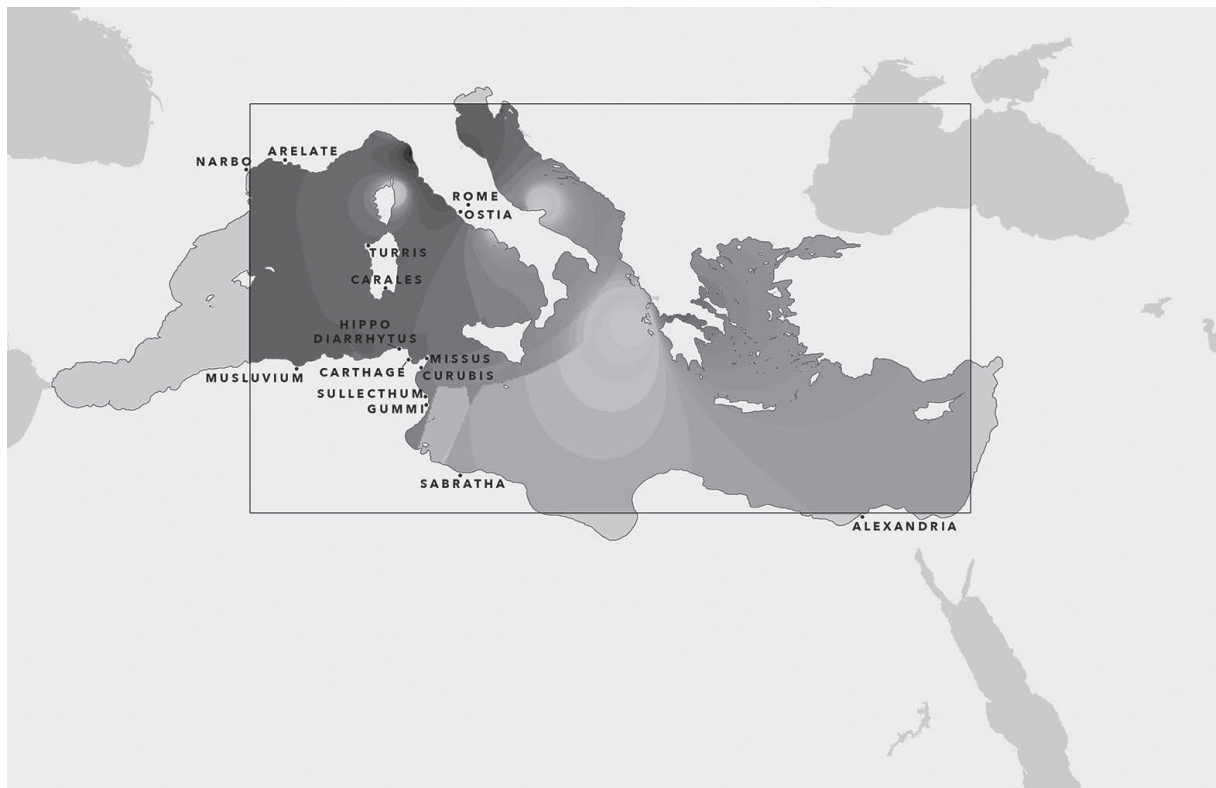 ARELATE
NARBO
ROME
OSTIA
TURRIS
CARALES
HIPPO
DIARRHYTUS
MISSUS
CARTHAGE
CURUBIS
MUSLUVIUM
SULLECTHUM
GUMMI
SABRATHA
ALEXANDRIA